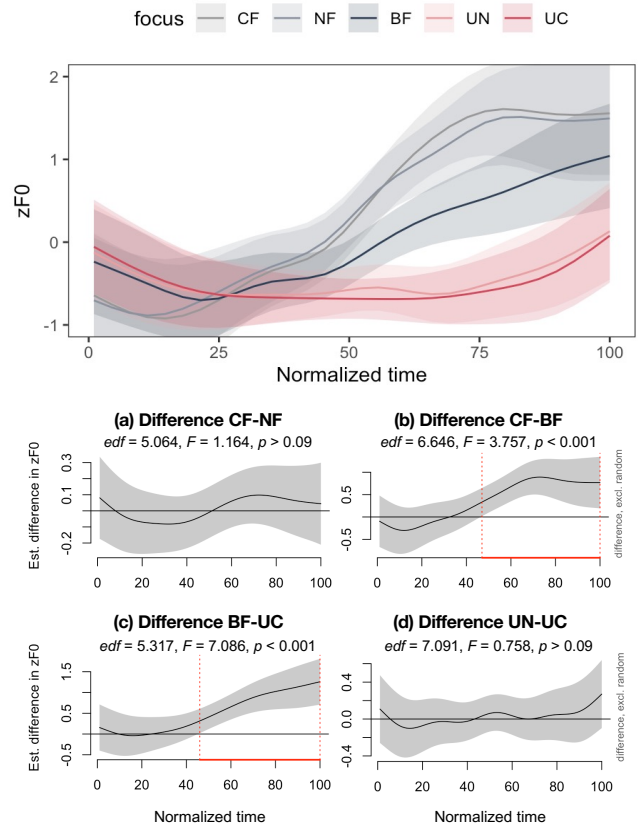 focus CF NF BF UN UC
2
1
0
-1
zF0
0 25 50 75 100
Normalized time
(a) Difference CF-NF
edf = 5.064, F = 1.164, p > 0.09
Est. difference in zF0
0.3
0.1
-0.2
0 20 40 60 80 100
(b) Difference CF-BF
edf = 6.646, F = 3.757, p < 0.001
0.5
-0.5
0 20 40 60 80 100
difference, excl. random
(c) Difference BF-UC
edf = 5.317, F = 7.086, p < 0.001
Est. difference in zF0
1.5
0.5
-0.5
0 20 40 60 80 100
Normalized time
(d) Difference UN-UC
edf = 7.091, F = 0.758, p > 0.09
0.4
0.0
-0.4
0 20 40 60 80 100
difference, excl. random
Normalized time